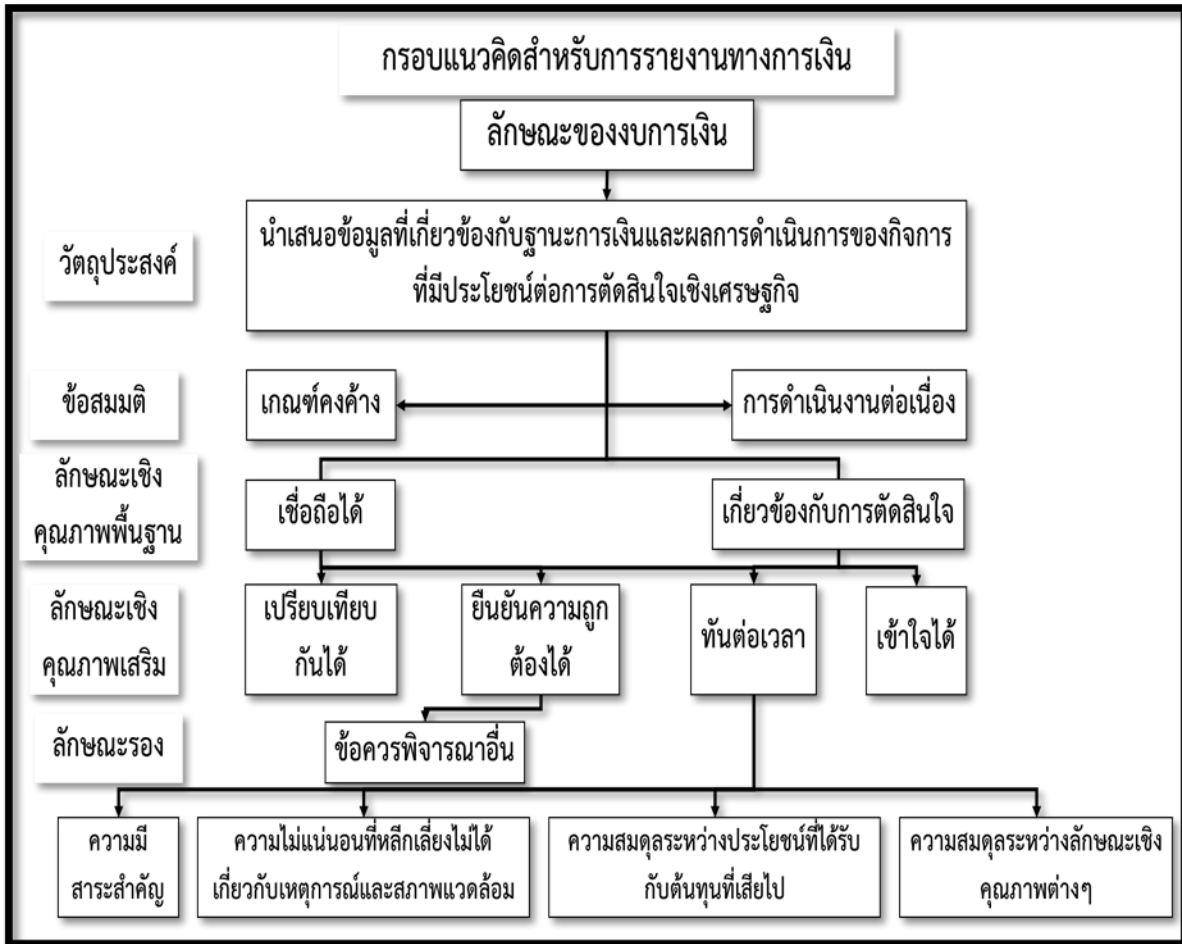 กรอบแนวคิดสำหรับการรายงานทางการเงิน
ลักษณะของงบการเงิน
วัตถุประสงค์
นำเสนอข้อมูลที่เกี่ยวข้องกับฐานะการเงินและผลการดำเนินการของกิจการ
ที่มีประโยชน์ต่อการตัดสินใจเชิงเศรษฐกิจ
ข้อสมมติ
เกณฑ์คงค้าง
การดำเนินงานต่อเนื่อง
ลักษณะเชิง
คุณภาพพื้นฐาน
เชื่อถือได้
เกี่ยวข้องกับการตัดสินใจ
ลักษณะเชิง
คุณภาพเสริม
เปรียบเทียบ
กันได้
ยืนยันความถูก
ต้องได้
ทันต่อเวลา
เข้าใจได้
ลักษณะรอง
ข้อควรพิจารณาอื่น
ความมี
สาระสำคัญ
ความไม่แน่นอนที่หลีกเลี่ยงไม่ได้
เกี่ยวกับเหตุการณ์และสภาพแวดล้อม
ความสมดุลระหว่างประโยชน์ที่ได้รับ
กับต้นทุนที่เสียไป
ความสมดุลระหว่างลักษณะเชิง
คุณภาพต่างๆ